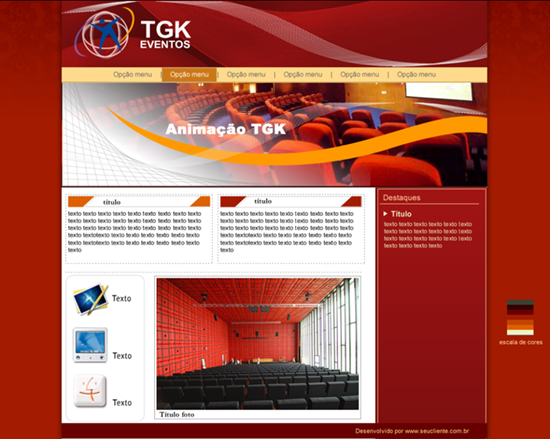 TGK
EVENTOS
Opção menu | Opção menu | Opção menu | Opção menu | Opção menu | Opção menu
Animação TGK
título
texto texto texto texto texto texto texto texto texto
texto texto texto texto texto texto texto texto texto
texto texto texto texto texto texto texto texto texto
texto textotexto texto texto texto texto texto texto
texto textotexto texto texto texto texto texto texto
texto
título
texto texto texto texto texto texto texto texto texto
texto texto texto texto texto texto texto texto texto
texto texto texto texto texto texto texto texto texto
texto textotexto texto texto texto texto texto texto
texto textotexto texto texto texto texto texto texto
texto
Destaques
Título
texto texto texto texto texto texto
texto texto texto texto texto texto
texto texto texto texto texto texto
texto texto texto texto
Texto
Texto
Texto
Título foto
escala de cores
Desenvolvido por www.seucliente.com.br